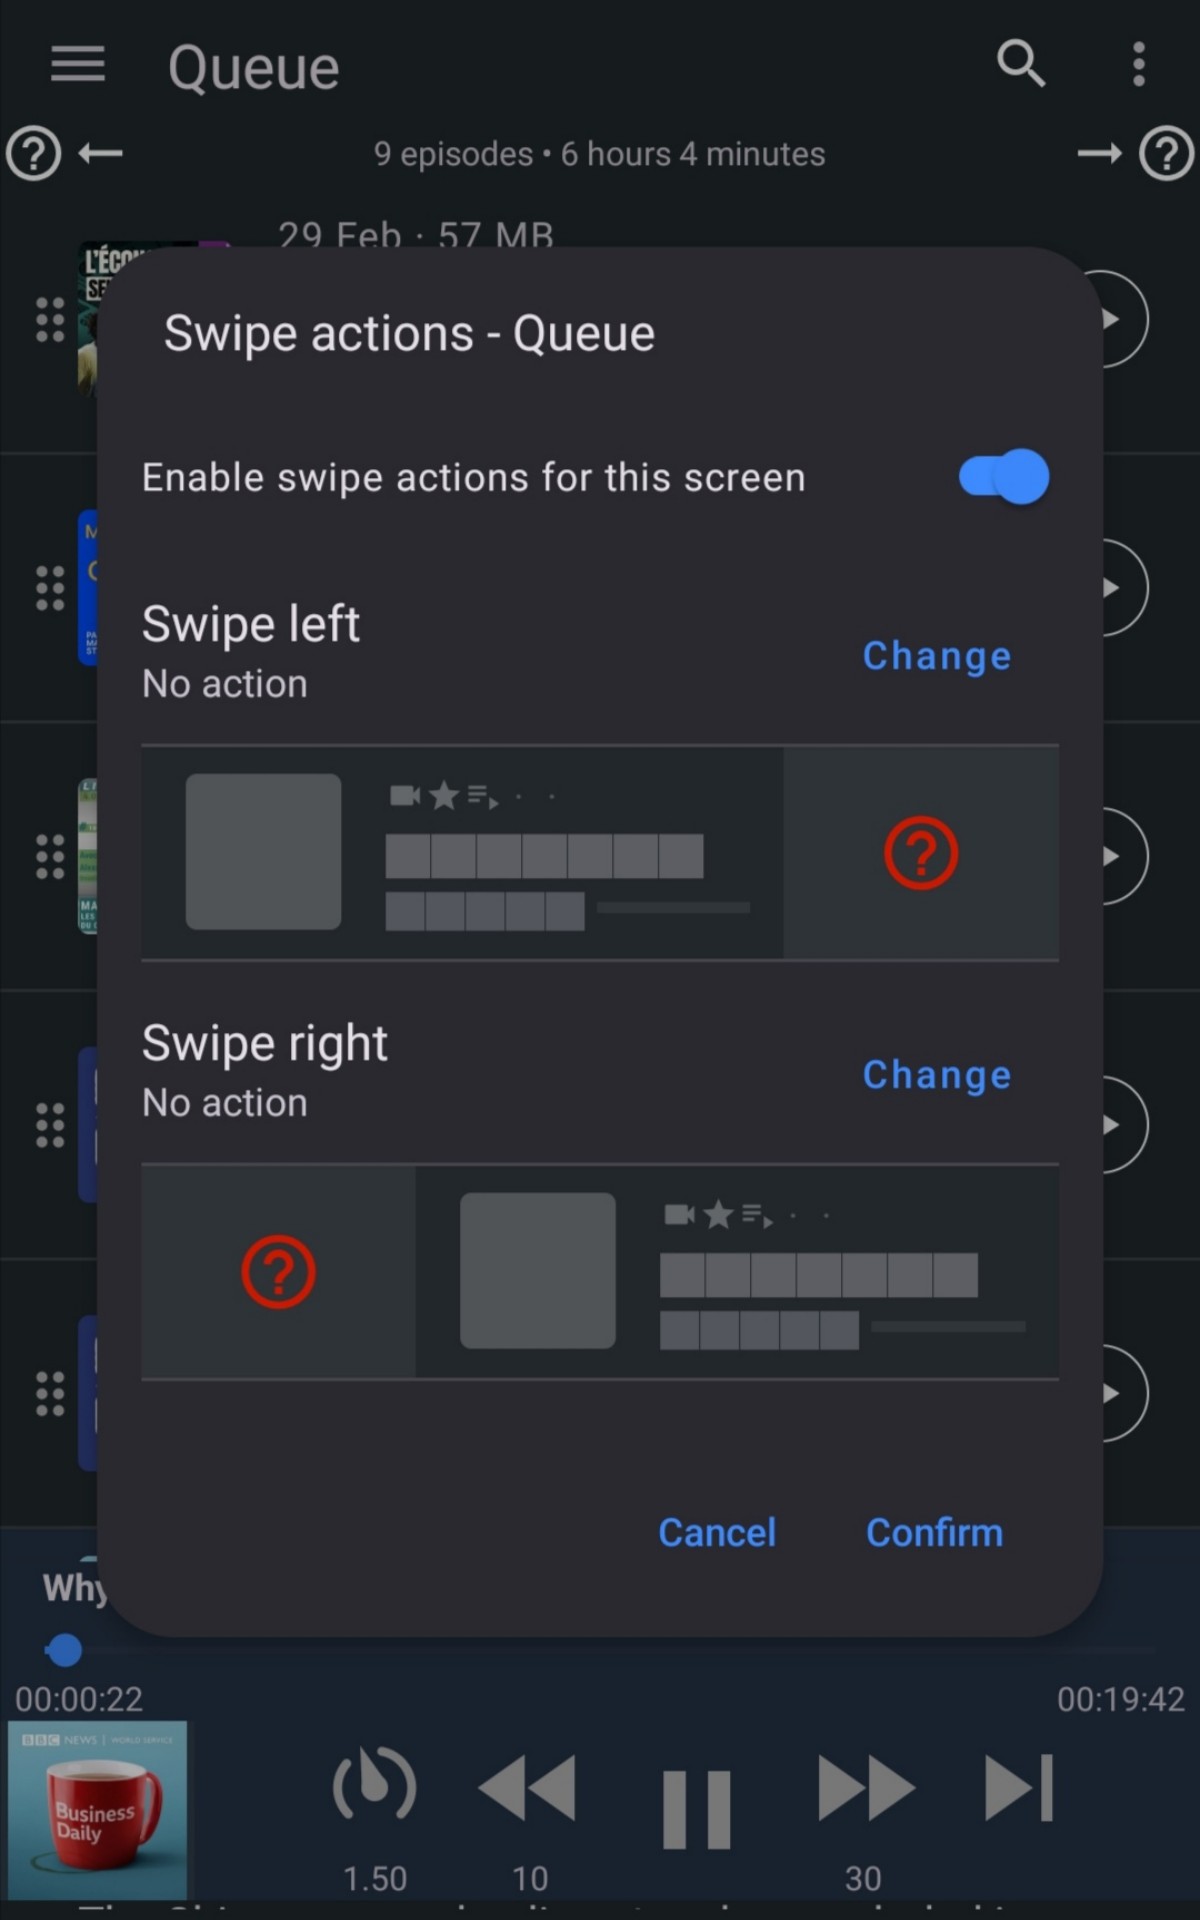 Queue
9 episodes • 6 hours 4 minutes
29 Feb · 57 MB
Swipe actions - Queue
Enable swipe actions for this screen
Swipe left
No action
Change
Swipe right
No action
Change
Cancel
Confirm
Why
00:00:22
00:19:42
BBC NEWS | WORLD SERVICE
Business
Daily
1.50
10
30